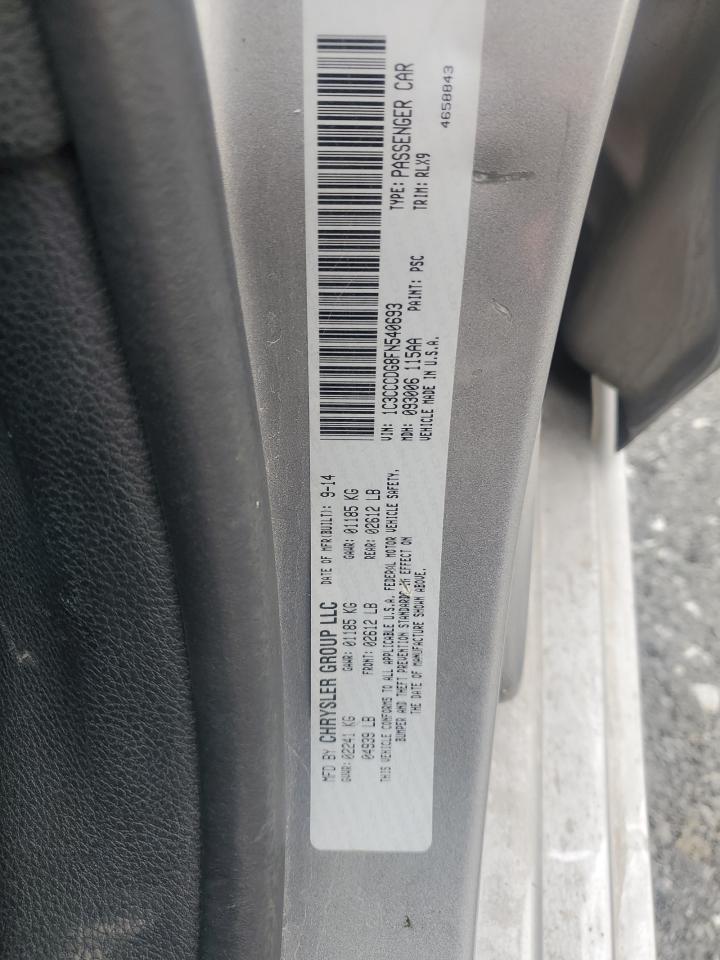 MFD BY CHRYSLER GROUP LLC DATE OF MFR(BUILT): 9-14
GVWR: 02241 KG GAWR: 01185 KG GAWR: 01185 KG
04939 LB FRONT: 02612 LB REAR: 02612 LB
THIS VEHICLE CONFORMS TO ALL APPLICABLE U.S.A. FEDERAL MOTOR VEHICLE SAFETY,
BUMPER AND THEFT PREVENTION STANDARDS IN EFFECT ON
THE DATE OF MANUFACTURE SHOWN ABOVE.
VIN: 1C3CCCDG8FN540693 TYPE: PASSENGER CAR
MDH: 093006 115AA PAINT: PSC TRIM: RLX9
VEHICLE MADE IN U.S.A.
4658843